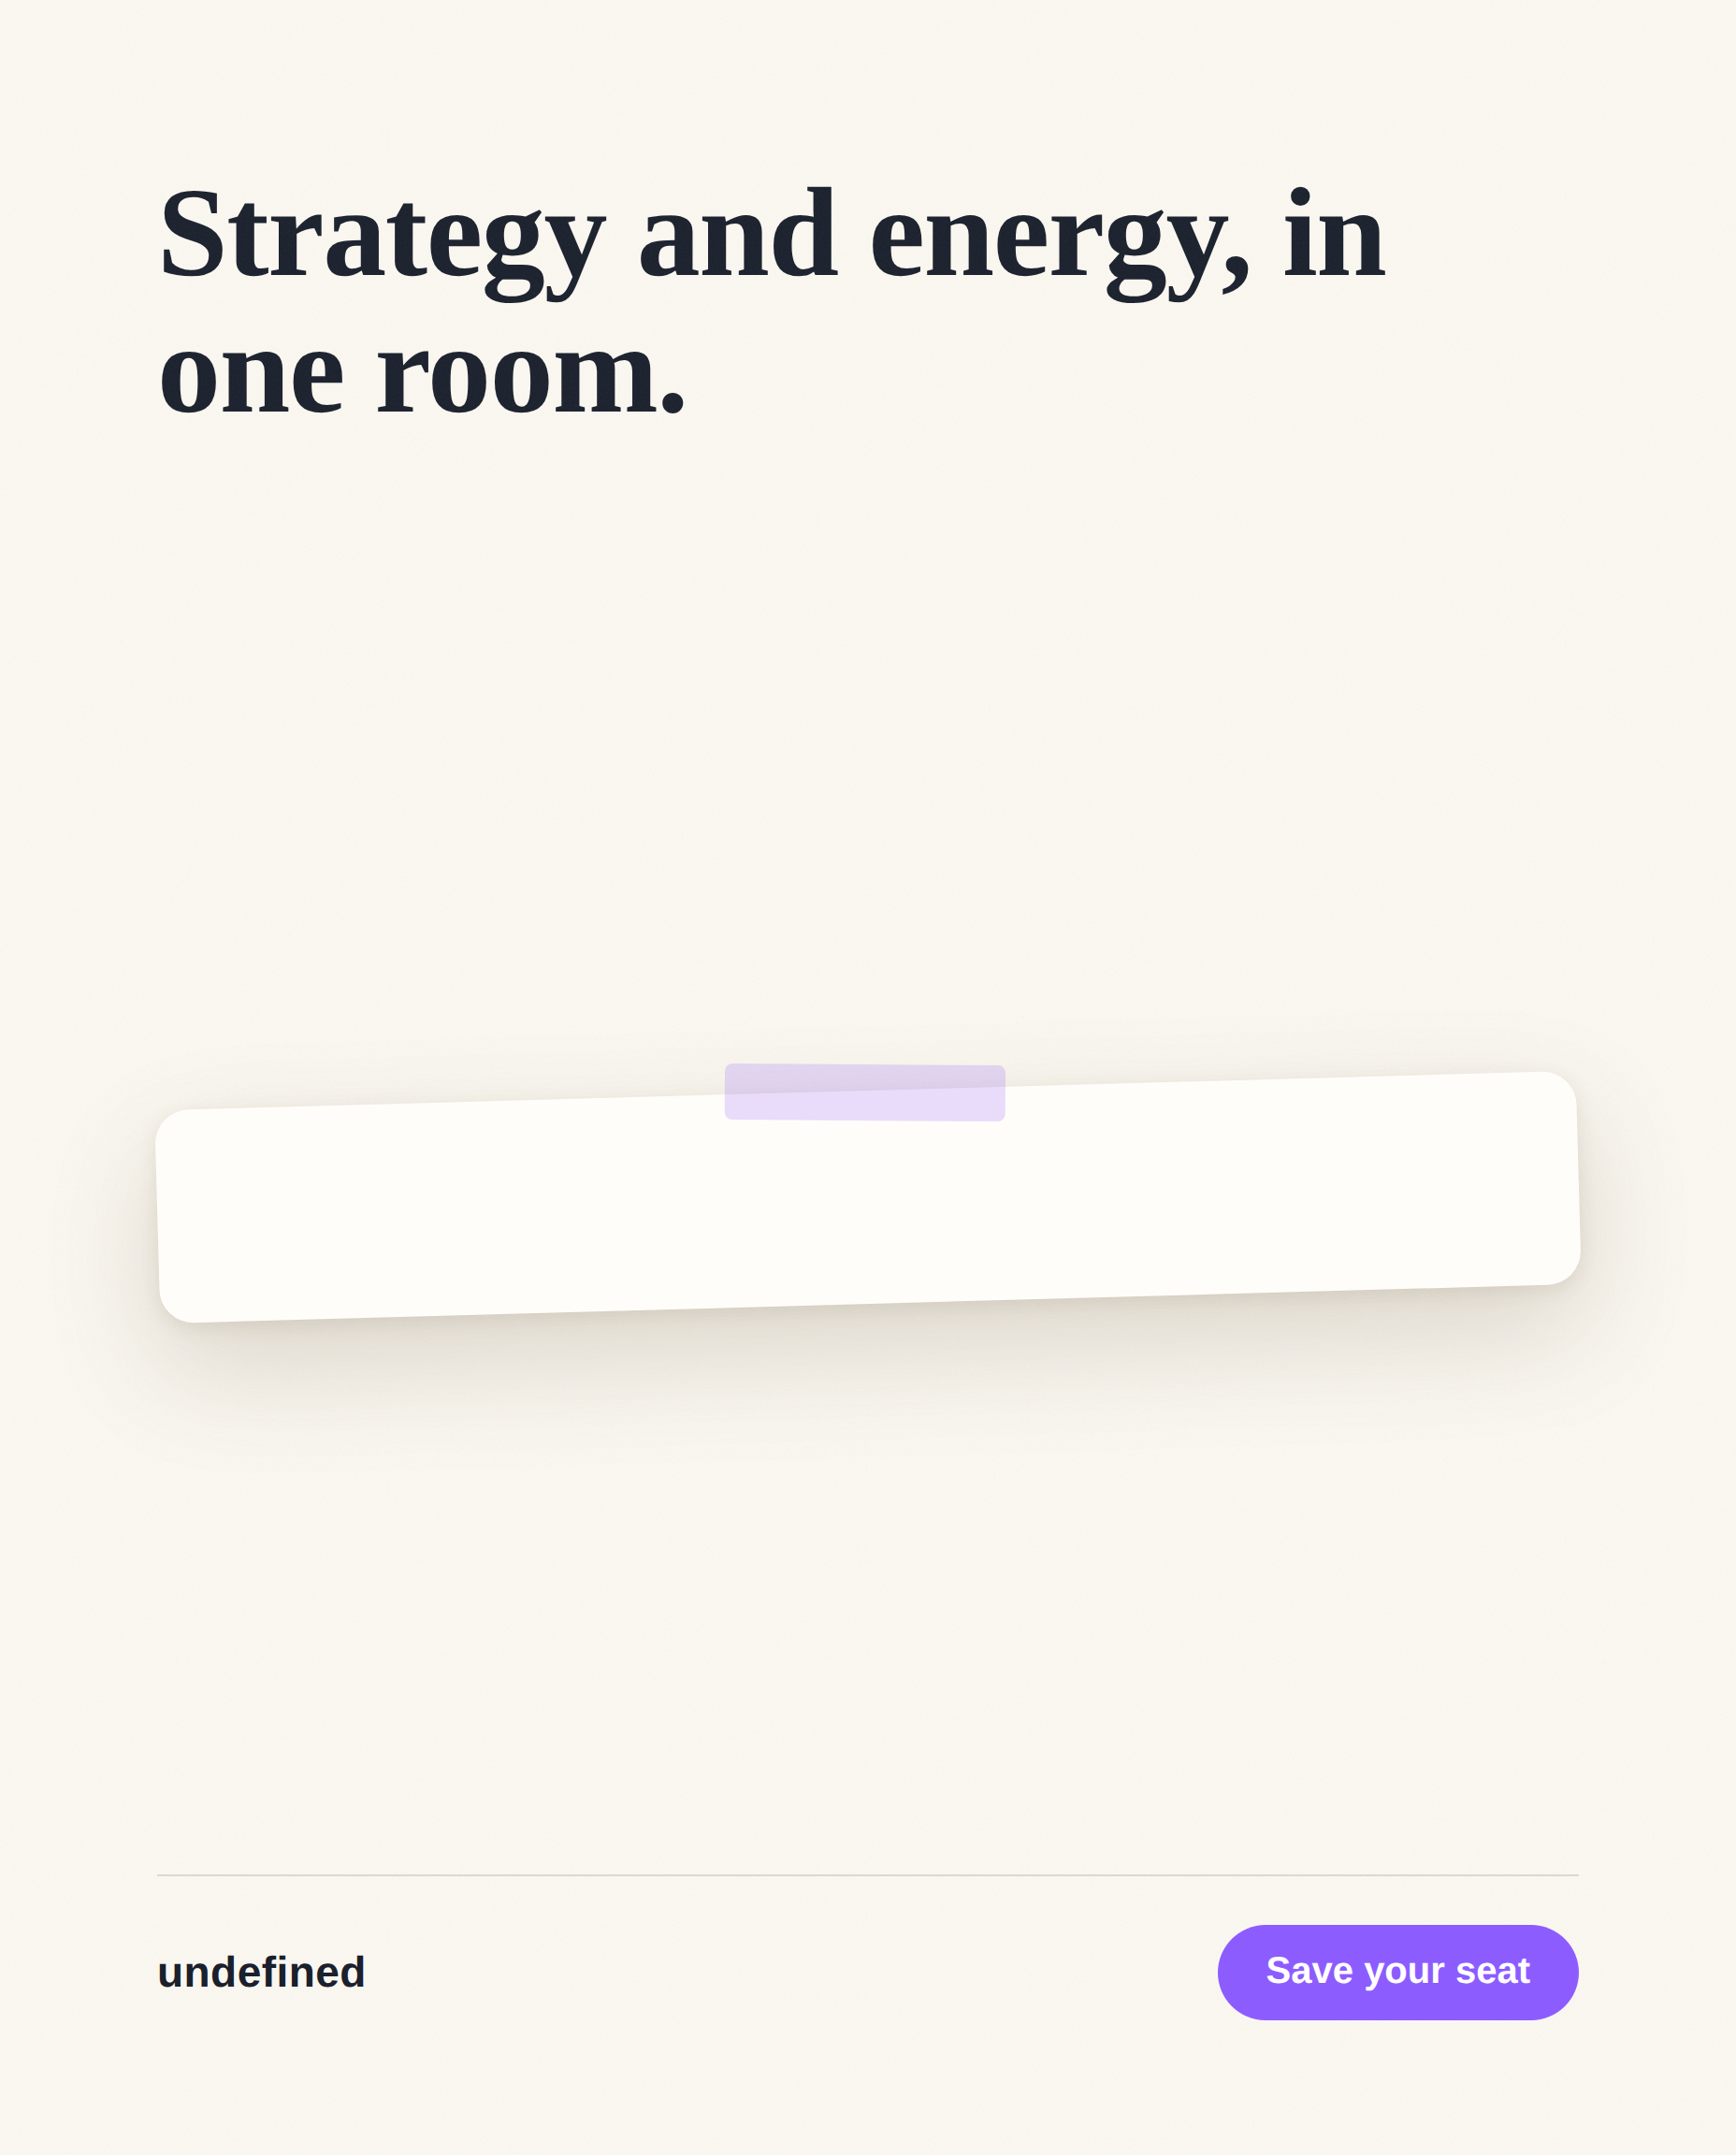 Strategy and energy, in
one room.
undefined
Save your seat